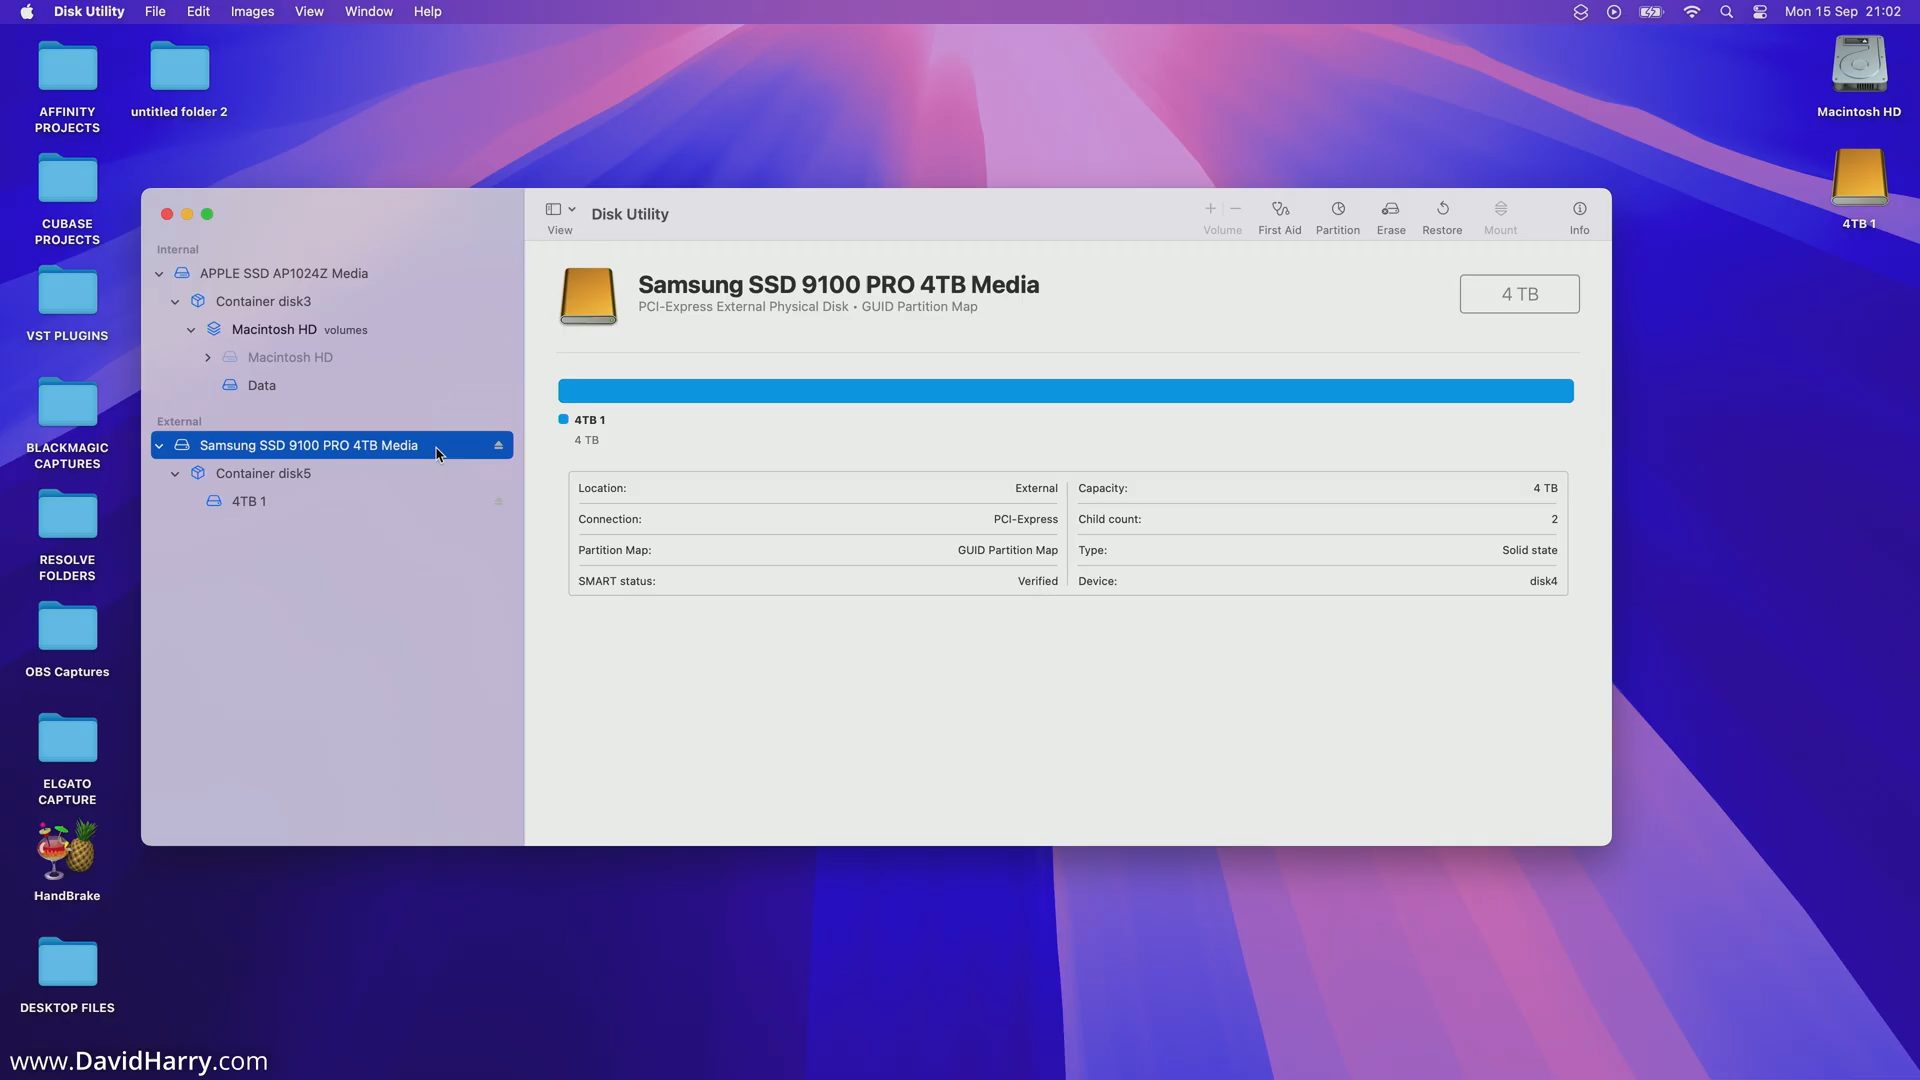 Disk Utility File Edit Images View Window Help
Mon 15 Sep 21:02
AFFINITY
PROJECTS
untitled folder 2
CUBASE
PROJECTS
VST PLUGINS
BLACKMAGIC
CAPTURES
RESOLVE
FOLDERS
OBS Captures
ELGATO
CAPTURE
HandBrake
DESKTOP FILES
Macintosh HD
4TB 1
Internal
APPLE SSD AP1024Z Media
Container disk3
Macintosh HD volumes
Macintosh HD
Data
External
Samsung SSD 9100 PRO 4TB Media
Container disk5
4TB 1
View
Disk Utility
Volume First Aid Partition Erase Restore Mount Info
Samsung SSD 9100 PRO 4TB Media
PCI-Express External Physical Disk • GUID Partition Map
4 TB
4TB 1
4 TB
Location: External
Capacity: 4 TB
Connection: PCI-Express
Child count: 2
Partition Map: GUID Partition Map
Type: Solid state
SMART status: Verified
Device: disk4
www.DavidHarry.com